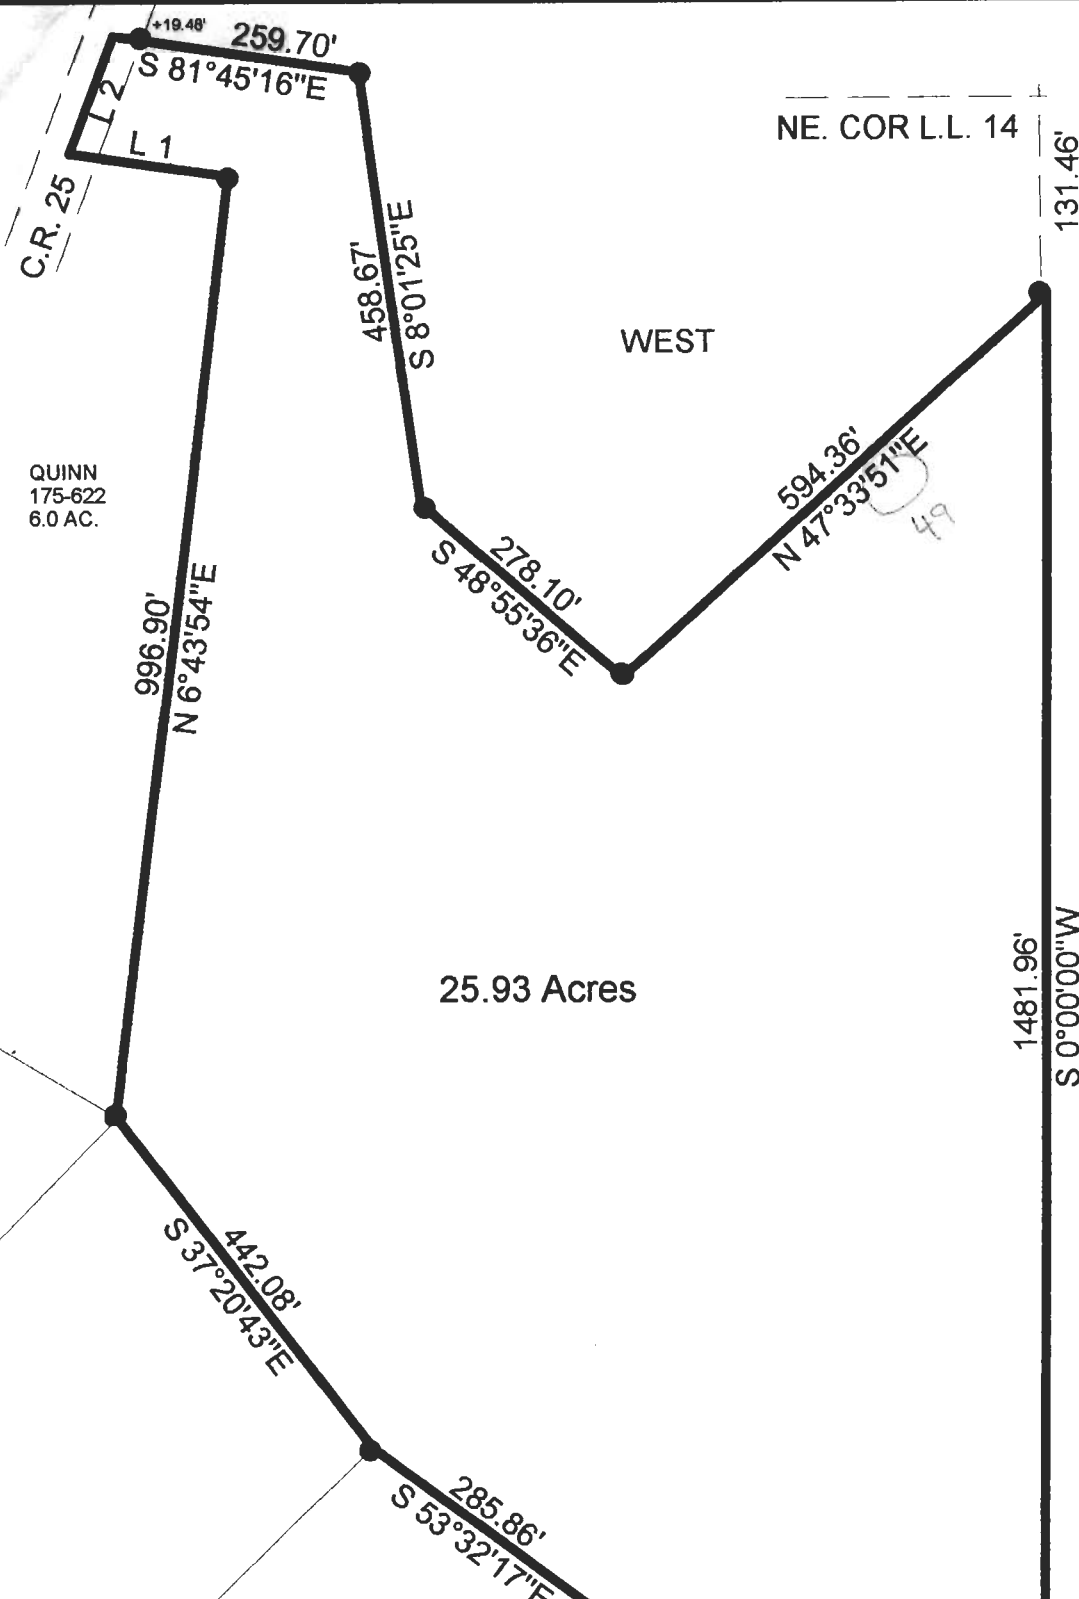 +19.48'
259.70'
S 81°45'16"E
L 2
L 1
C.R. 25
NE. COR L.L. 14
131.46'
458.67'
S 8°01'25"E
WEST
594.36'
N 47°33'51"E
49
QUINN
175-622
6.0 AC.
278.10'
S 48°55'36"E
996.90'
N 6°43'54"E
25.93 Acres
1481.96'
S 0°00'00"W
442.08'
S 37°20'43"E
285.86'
S 53°32'17"E